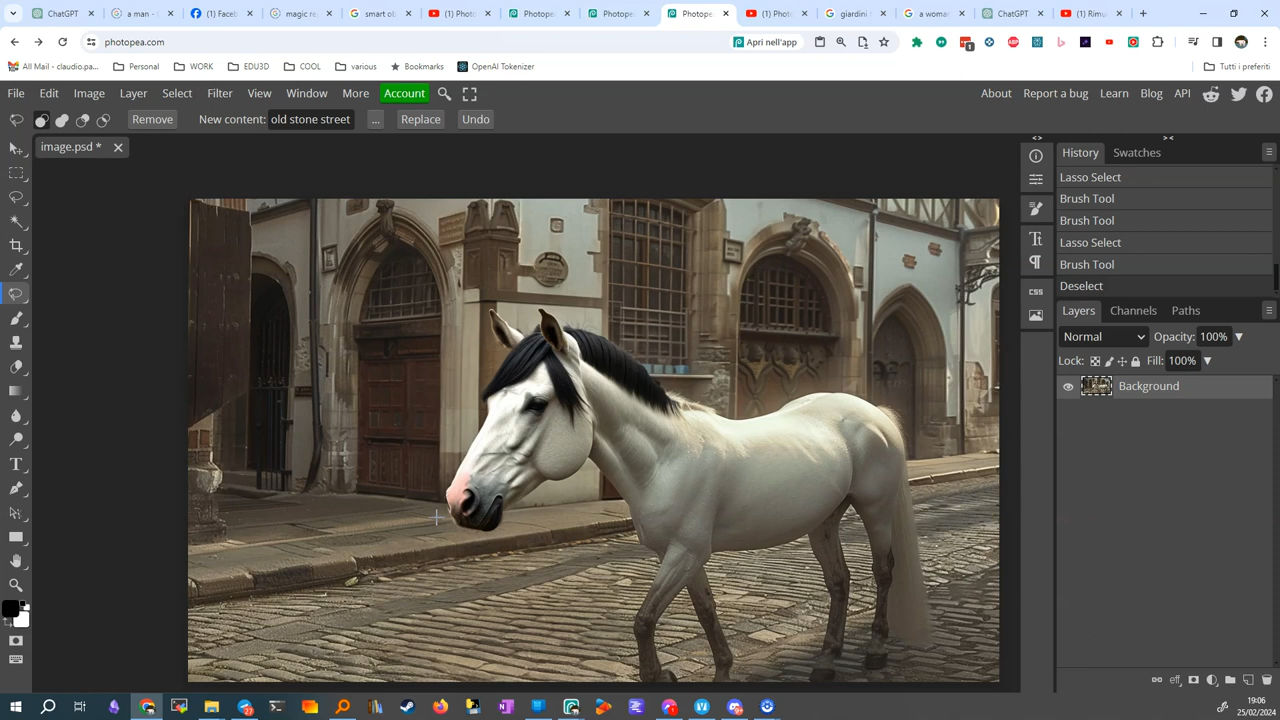 ChatGPT
a man -
(1) Faceb
magic re
smart ob
(1) Phot
Photope
Photope
Photope
(1) Phot
giardini
a woma
ChatGPT
(1) Rimu
photopea.com
Apri nell'app
1
All Mail - claudio.pa...
Personal
WORK
EDU3D
COOL
various
Bookmarks
OpenAI Tokenizer
Tutti i preferiti
File
Edit
Image
Layer
Select
Filter
View
Window
More
Account
About
Report a bug
Learn
Blog
API
Remove
New content:
old stone street
...
Replace
Undo
image.psd *
History
Swatches
Lasso Select
Brush Tool
Brush Tool
Lasso Select
Brush Tool
Deselect
CSS
Layers
Channels
Paths
Normal
Opacity:
100%
Lock:
Fill:
100%
Background
eff
19:06
25/02/2024